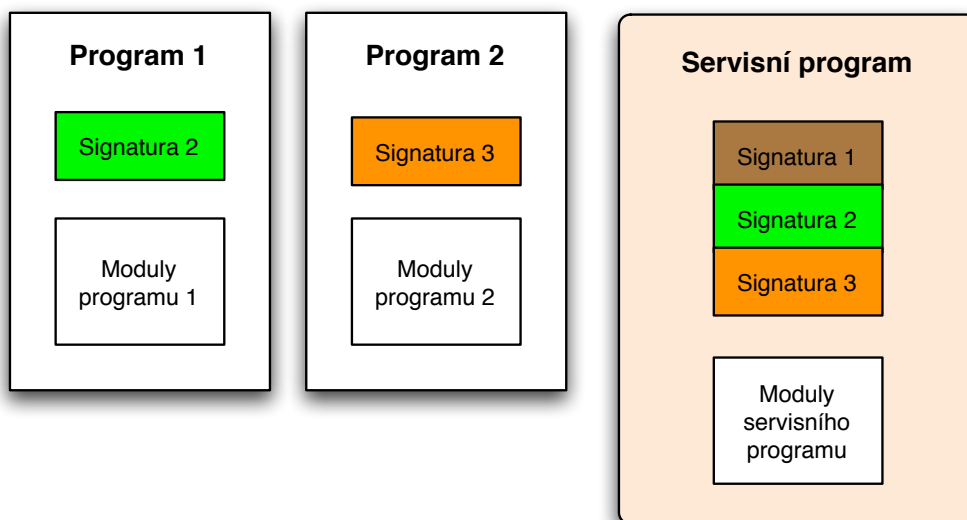 Program 1
Signatura 2
Moduly
programu 1
Program 2
Signatura 3
Moduly
programu 2
Servisní program
Signatura 1
Signatura 2
Signatura 3
Moduly
servisního
programu